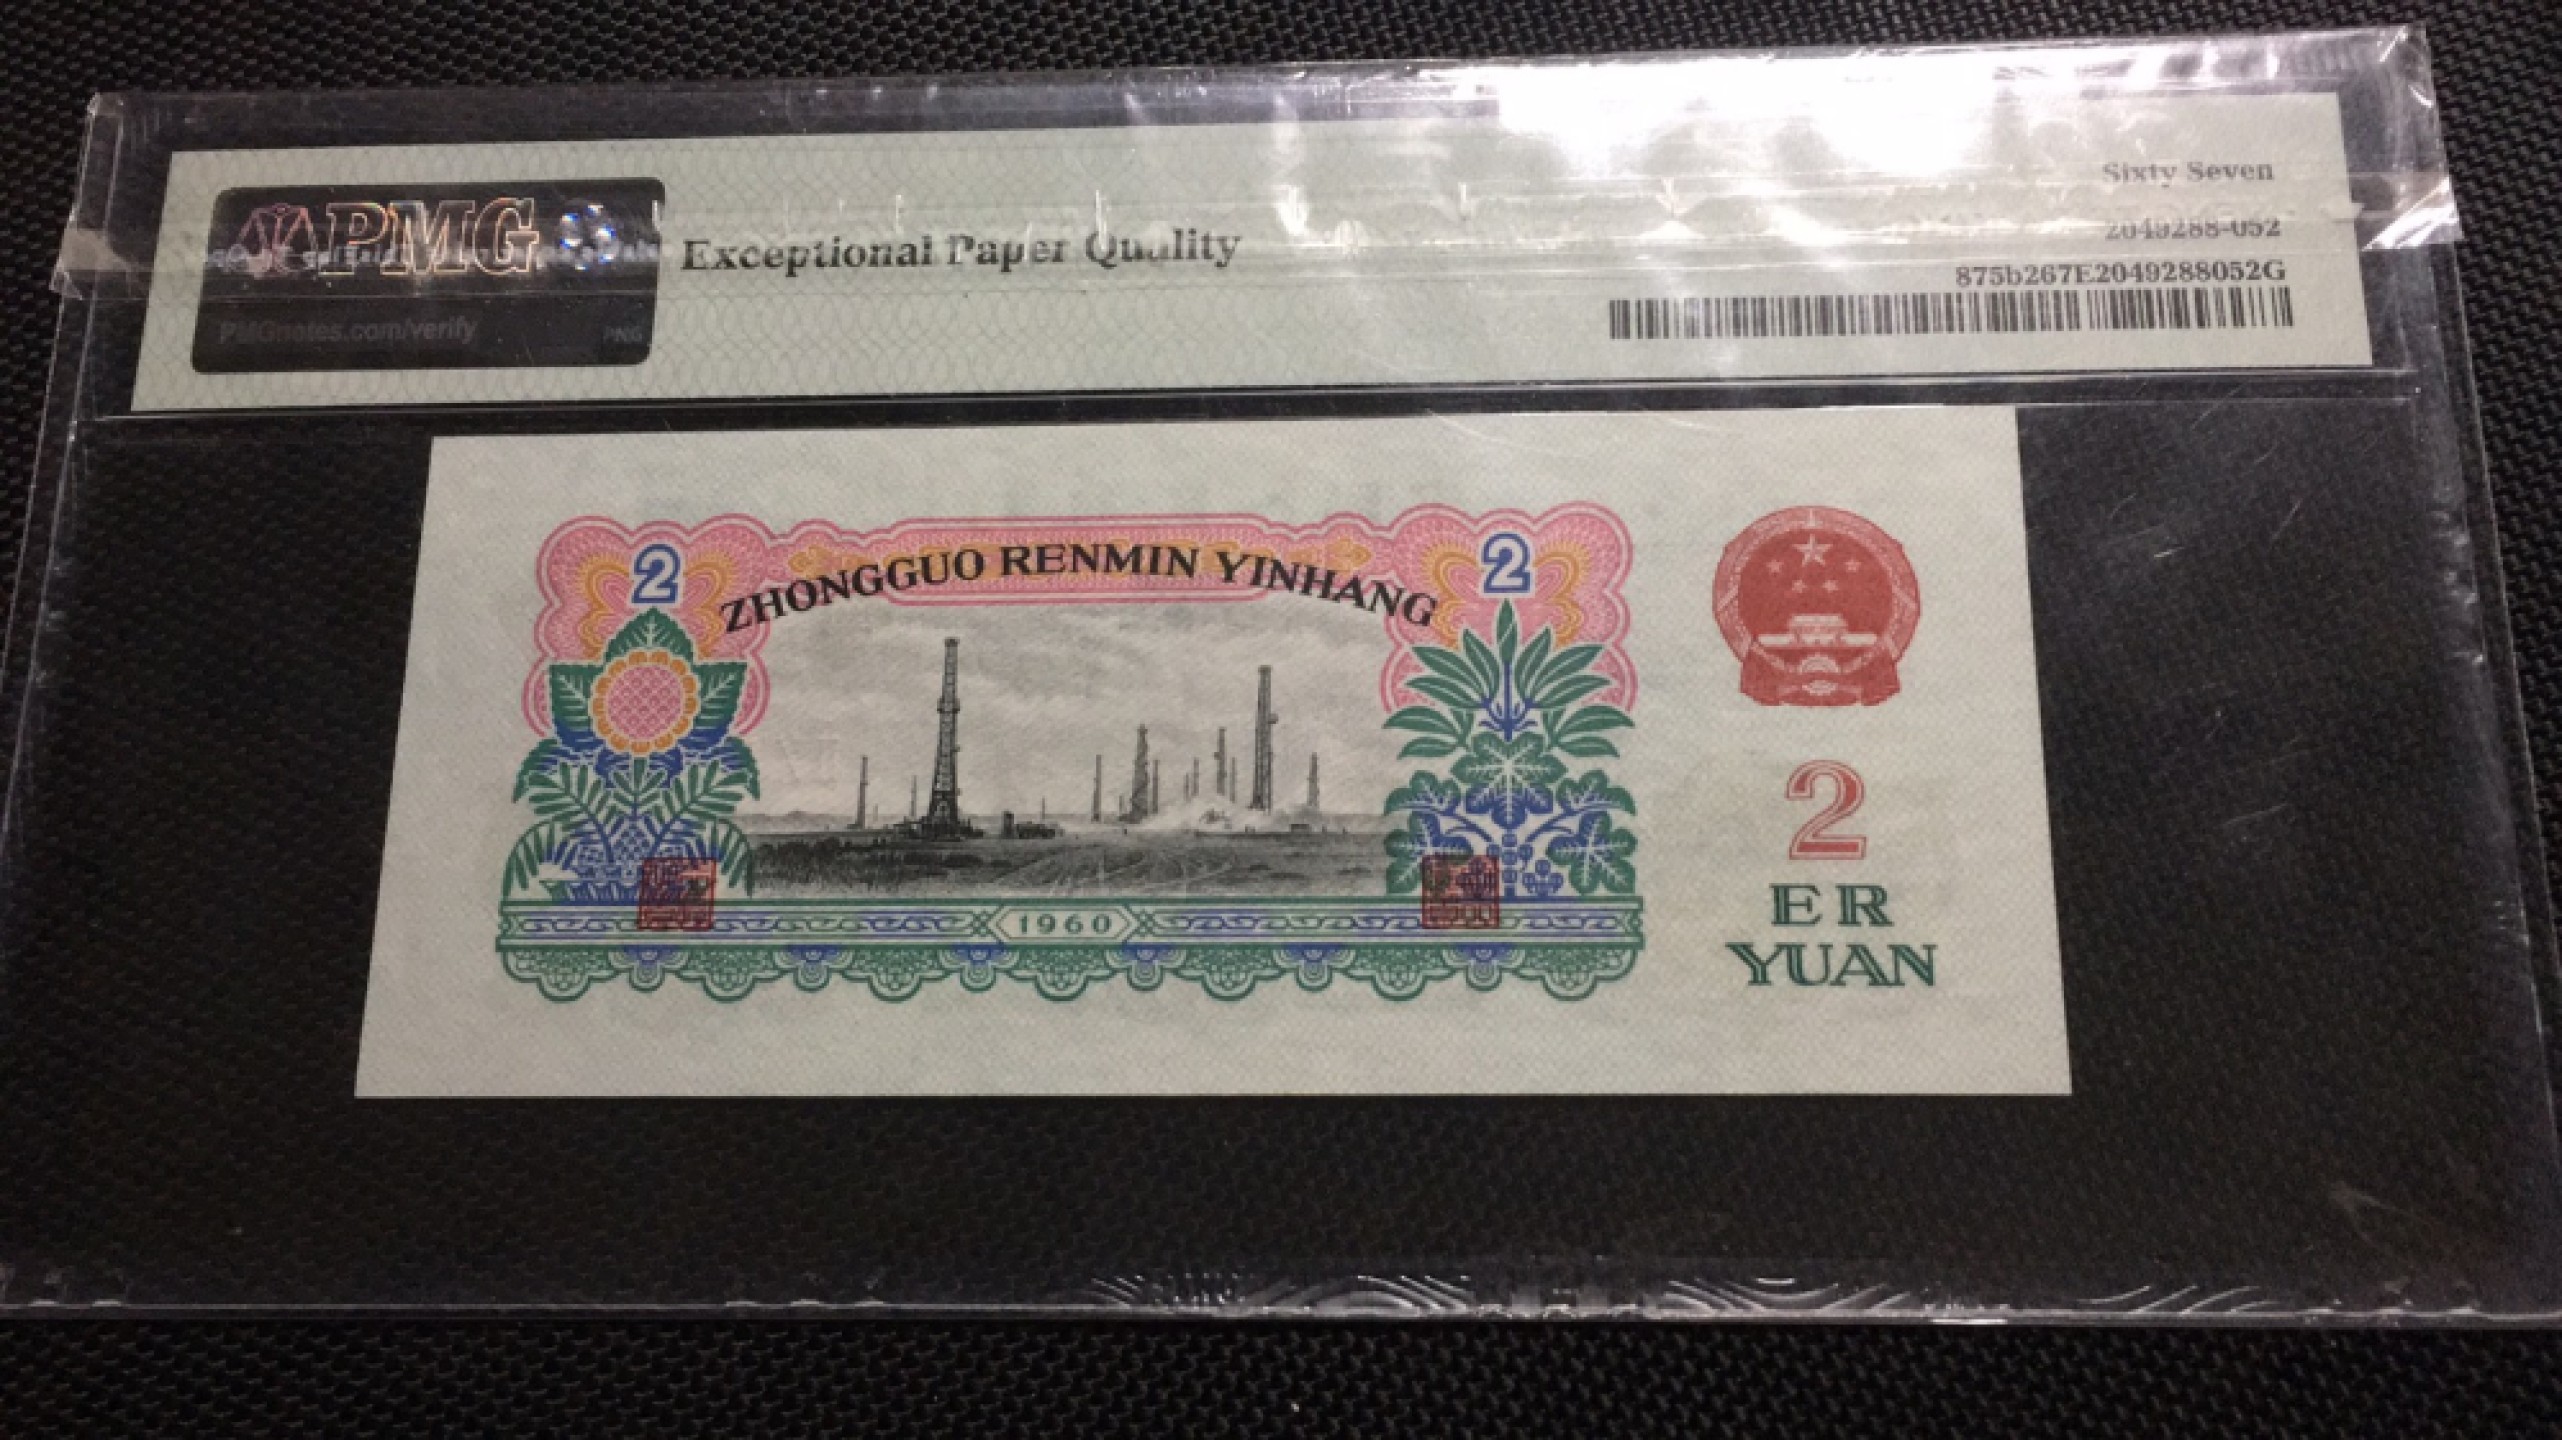 PMG
PMGnotes.com/verify
PMG
Exceptional Paper Quality
Sixty Seven
2049288-052
875b267E2049288052G
2
ZHONGGUO RENMIN YINHANG
2
1960
2
ER
YUAN